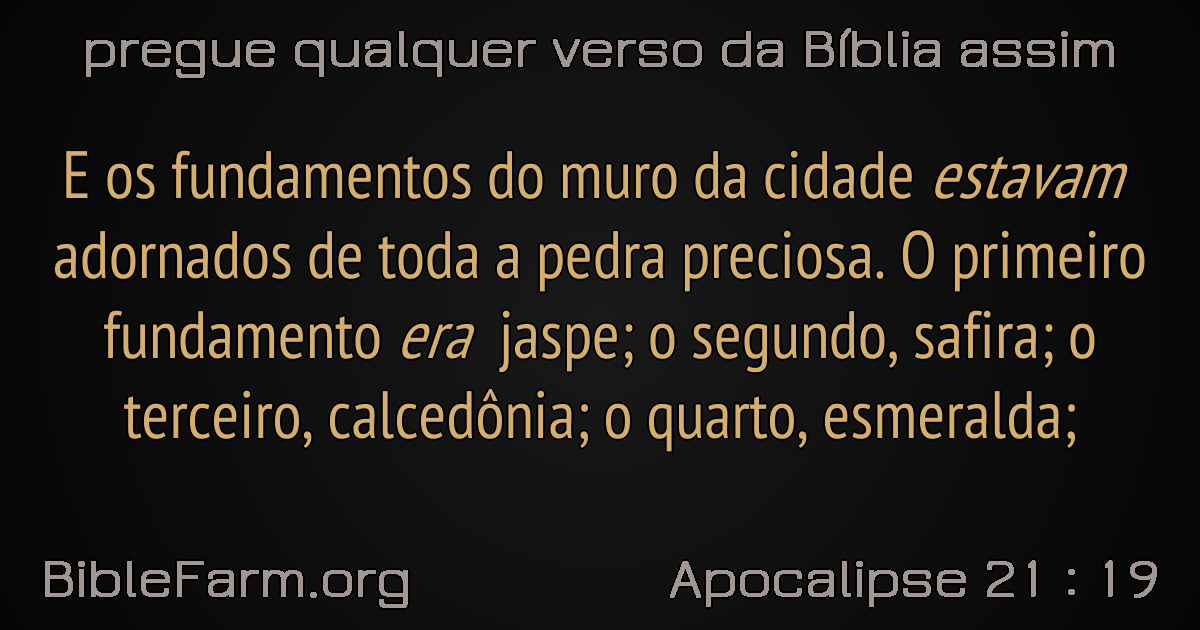 pregue qualquer verso da Bíblia assim
E os fundamentos do muro da cidade estavam
adornados de toda a pedra preciosa. O primeiro
fundamento era jaspe; o segundo, safira; o
terceiro, calcedônia; o quarto, esmeralda;
BibleFarm.org
Apocalipse 21 : 19